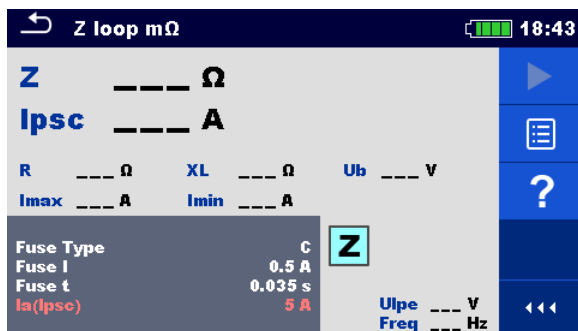 Z loop mΩ 18:43
Z ___ Ω
Ipsc ___ A
R ___ Ω XL ___ Ω Ub ___ V
Imax ___ A Imin ___ A
?
Fuse Type C
Fuse I 0.5 A
Fuse t 0.035 s
Ia(Ipsc) 5 A
Z
Ulpe ___ V
Freq ___ Hz